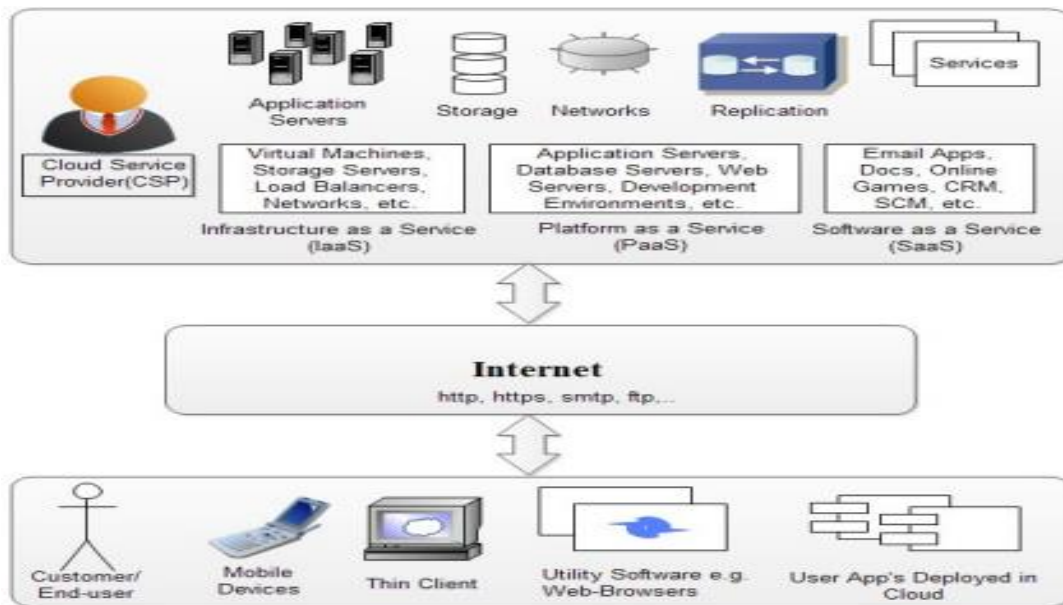 Application
Servers
Storage
Networks
Replication
Services
Cloud Service
Provider(CSP)
Virtual Machines,
Storage Servers,
Load Balancers,
Networks, etc.
Infrastructure as a Service
(IaaS)
Application Servers,
Database Servers, Web
Servers, Development
Environments, etc.
Platform as a Service
(PaaS)
Email Apps,
Docs, Online
Games, CRM,
SCM, etc.
Software as a Service
(SaaS)
Internet
http, https, smtp, ftp,..
Customer/
End-user
Mobile
Devices
Thin Client
Utility Software e.g.
Web-Browsers
User App's Deployed in
Cloud